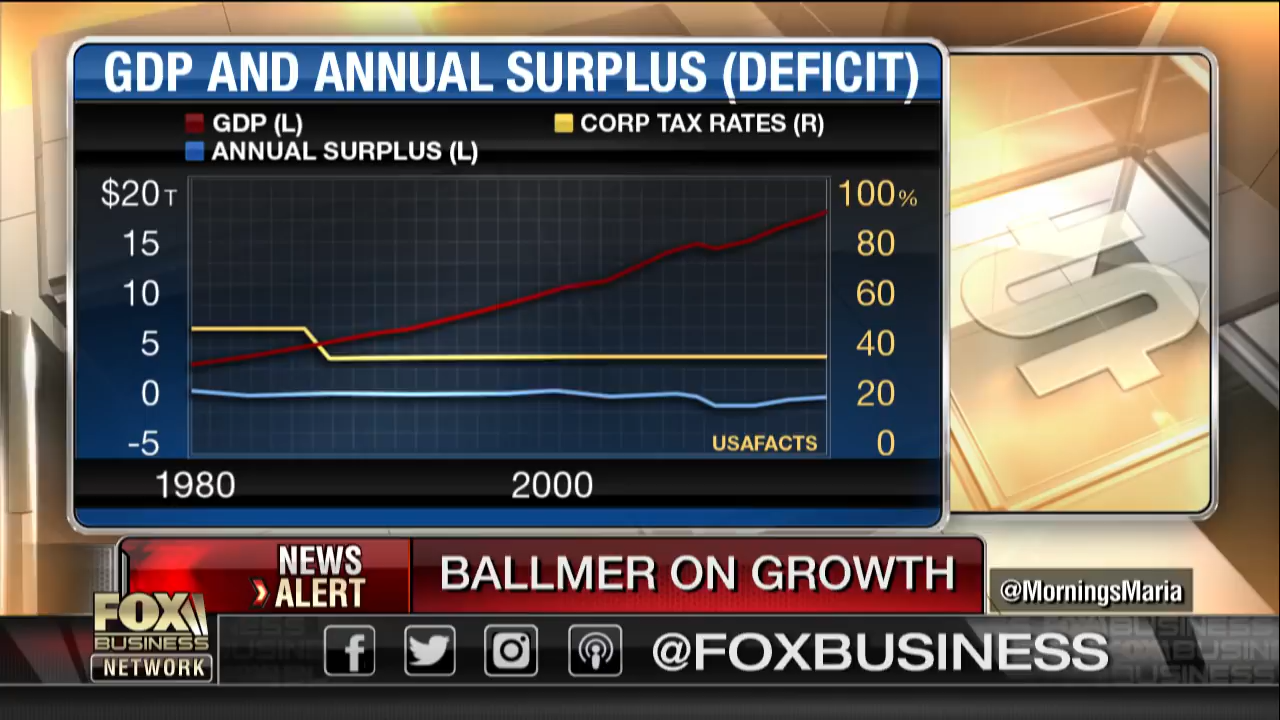 GDP AND ANNUAL SURPLUS (DEFICIT)
GDP (L)
CORP TAX RATES (R)
ANNUAL SURPLUS (L)
$20T
100%
15
80
10
60
5
40
0
20
-5
USAFACTS
0
1980
2000
NEWS
ALERT
BALLMER ON GROWTH
@MorningsMaria
FOX
BUSINESS
NETWORK
@FOXBUSINESS